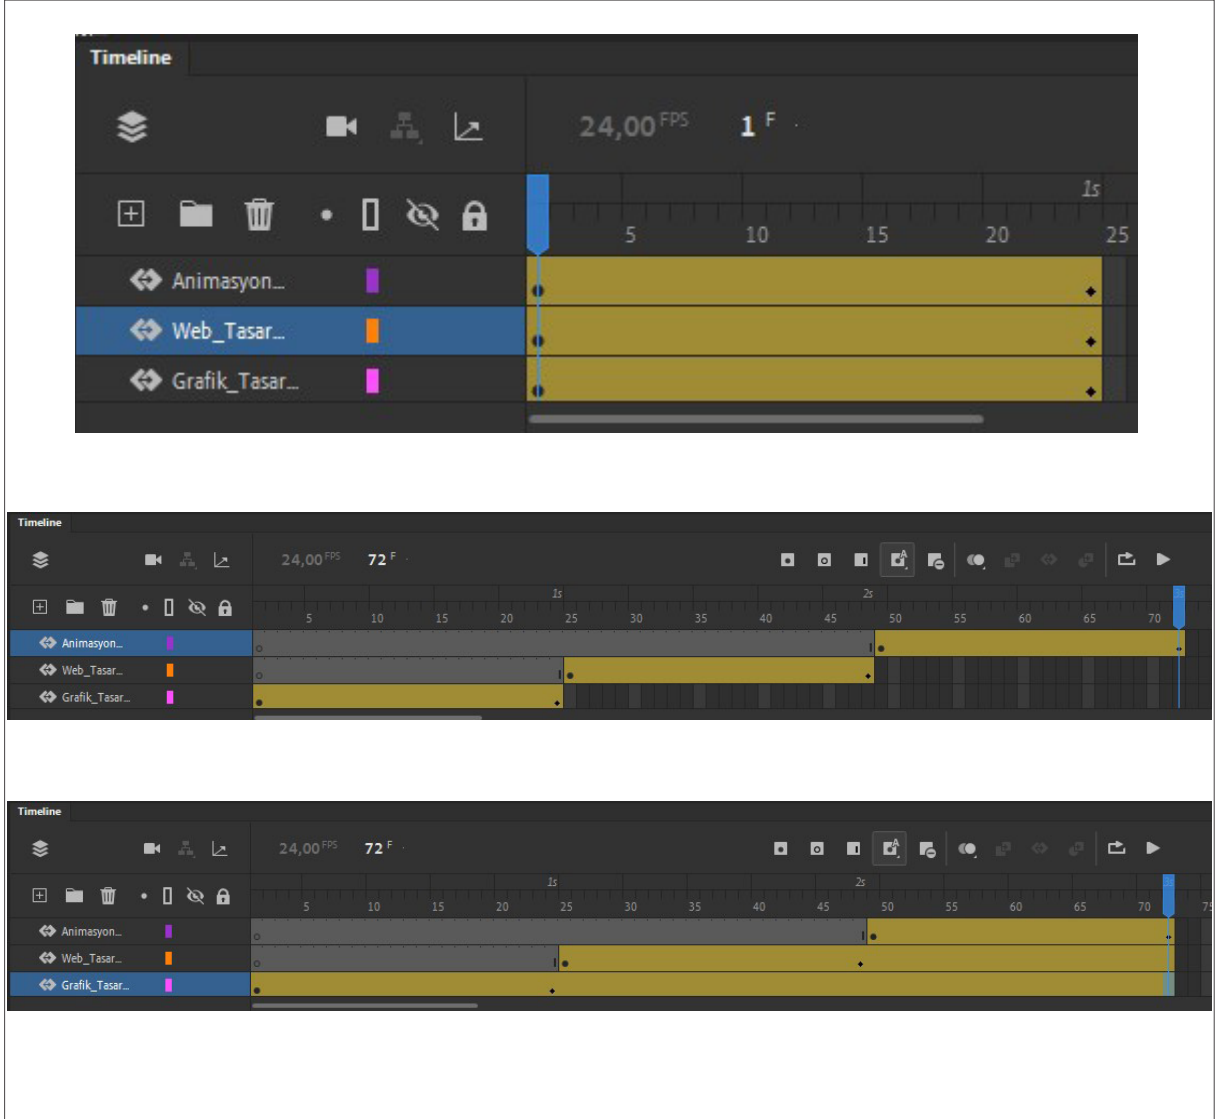 Timeline
24,00 FPS 1 F
1s
5 10 15 20 25
Animasyon...
Web_Tasar...
Grafik_Tasar...
Timeline
24,00 FPS 72 F
1s 2s 3s
5 10 15 20 25 30 35 40 45 50 55 60 65 70
Animasyon...
Web_Tasar...
Grafik_Tasar...
Timeline
24,00 FPS 72 F
1s 2s 3s
5 10 15 20 25 30 35 40 45 50 55 60 65 70 75
Animasyon...
Web_Tasar...
Grafik_Tasar...